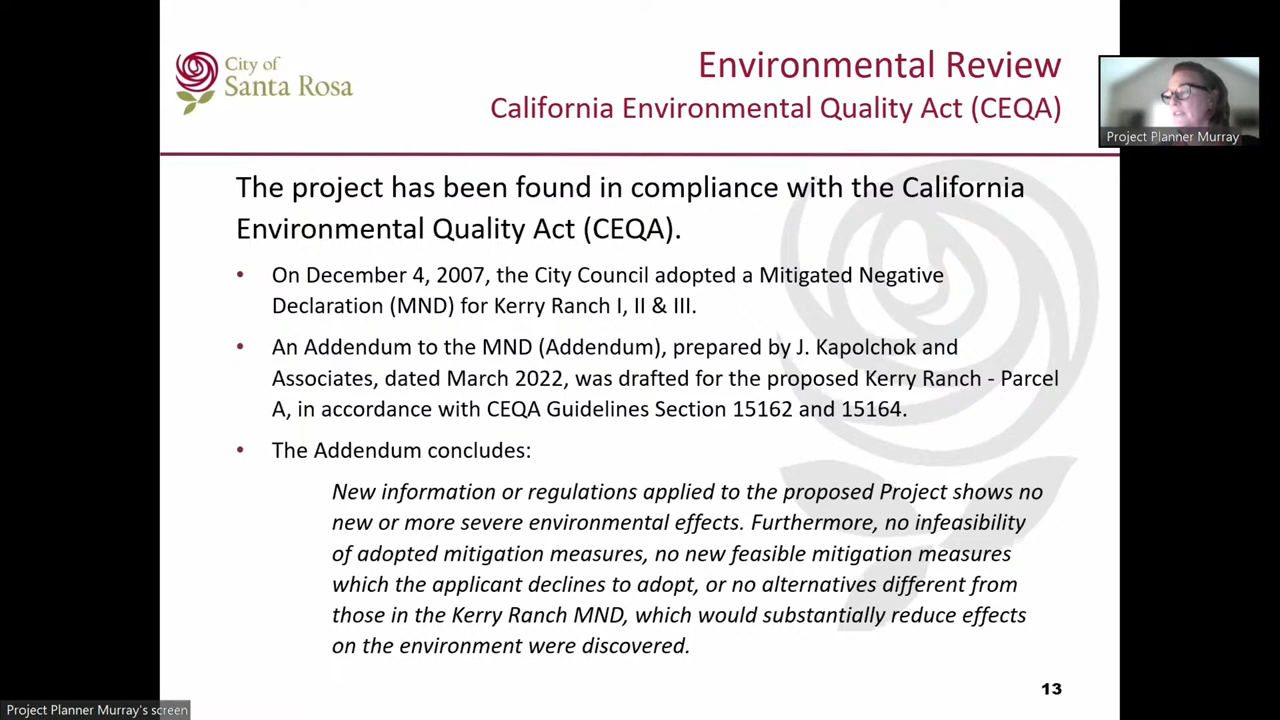 City of
Santa Rosa
Environmental Review
California Environmental Quality Act (CEQA)
Project Planner Murray
The project has been found in compliance with the California
Environmental Quality Act (CEQA).
• On December 4, 2007, the City Council adopted a Mitigated Negative
Declaration (MND) for Kerry Ranch I, II & III.
• An Addendum to the MND (Addendum), prepared by J. Kapolchok and
Associates, dated March 2022, was drafted for the proposed Kerry Ranch - Parcel
A, in accordance with CEQA Guidelines Section 15162 and 15164.
• The Addendum concludes:
New information or regulations applied to the proposed Project shows no
new or more severe environmental effects. Furthermore, no infeasibility
of adopted mitigation measures, no new feasible mitigation measures
which the applicant declines to adopt, or no alternatives different from
those in the Kerry Ranch MND, which would substantially reduce effects
on the environment were discovered.
13
Project Planner Murray's screen